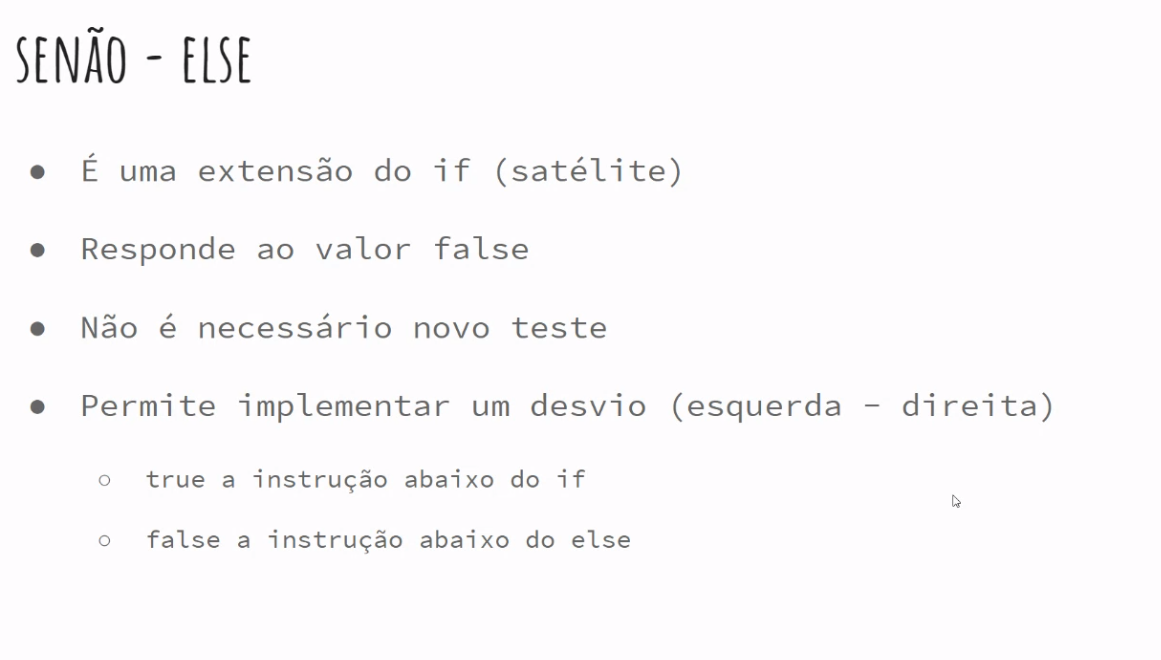 SENÃO - ELSE
● É uma extensão do if (satélite)
● Responde ao valor false
● Não é necessário novo teste
● Permite implementar um desvio (esquerda - direita)
○ true a instrução abaixo do if
○ false a instrução abaixo do else